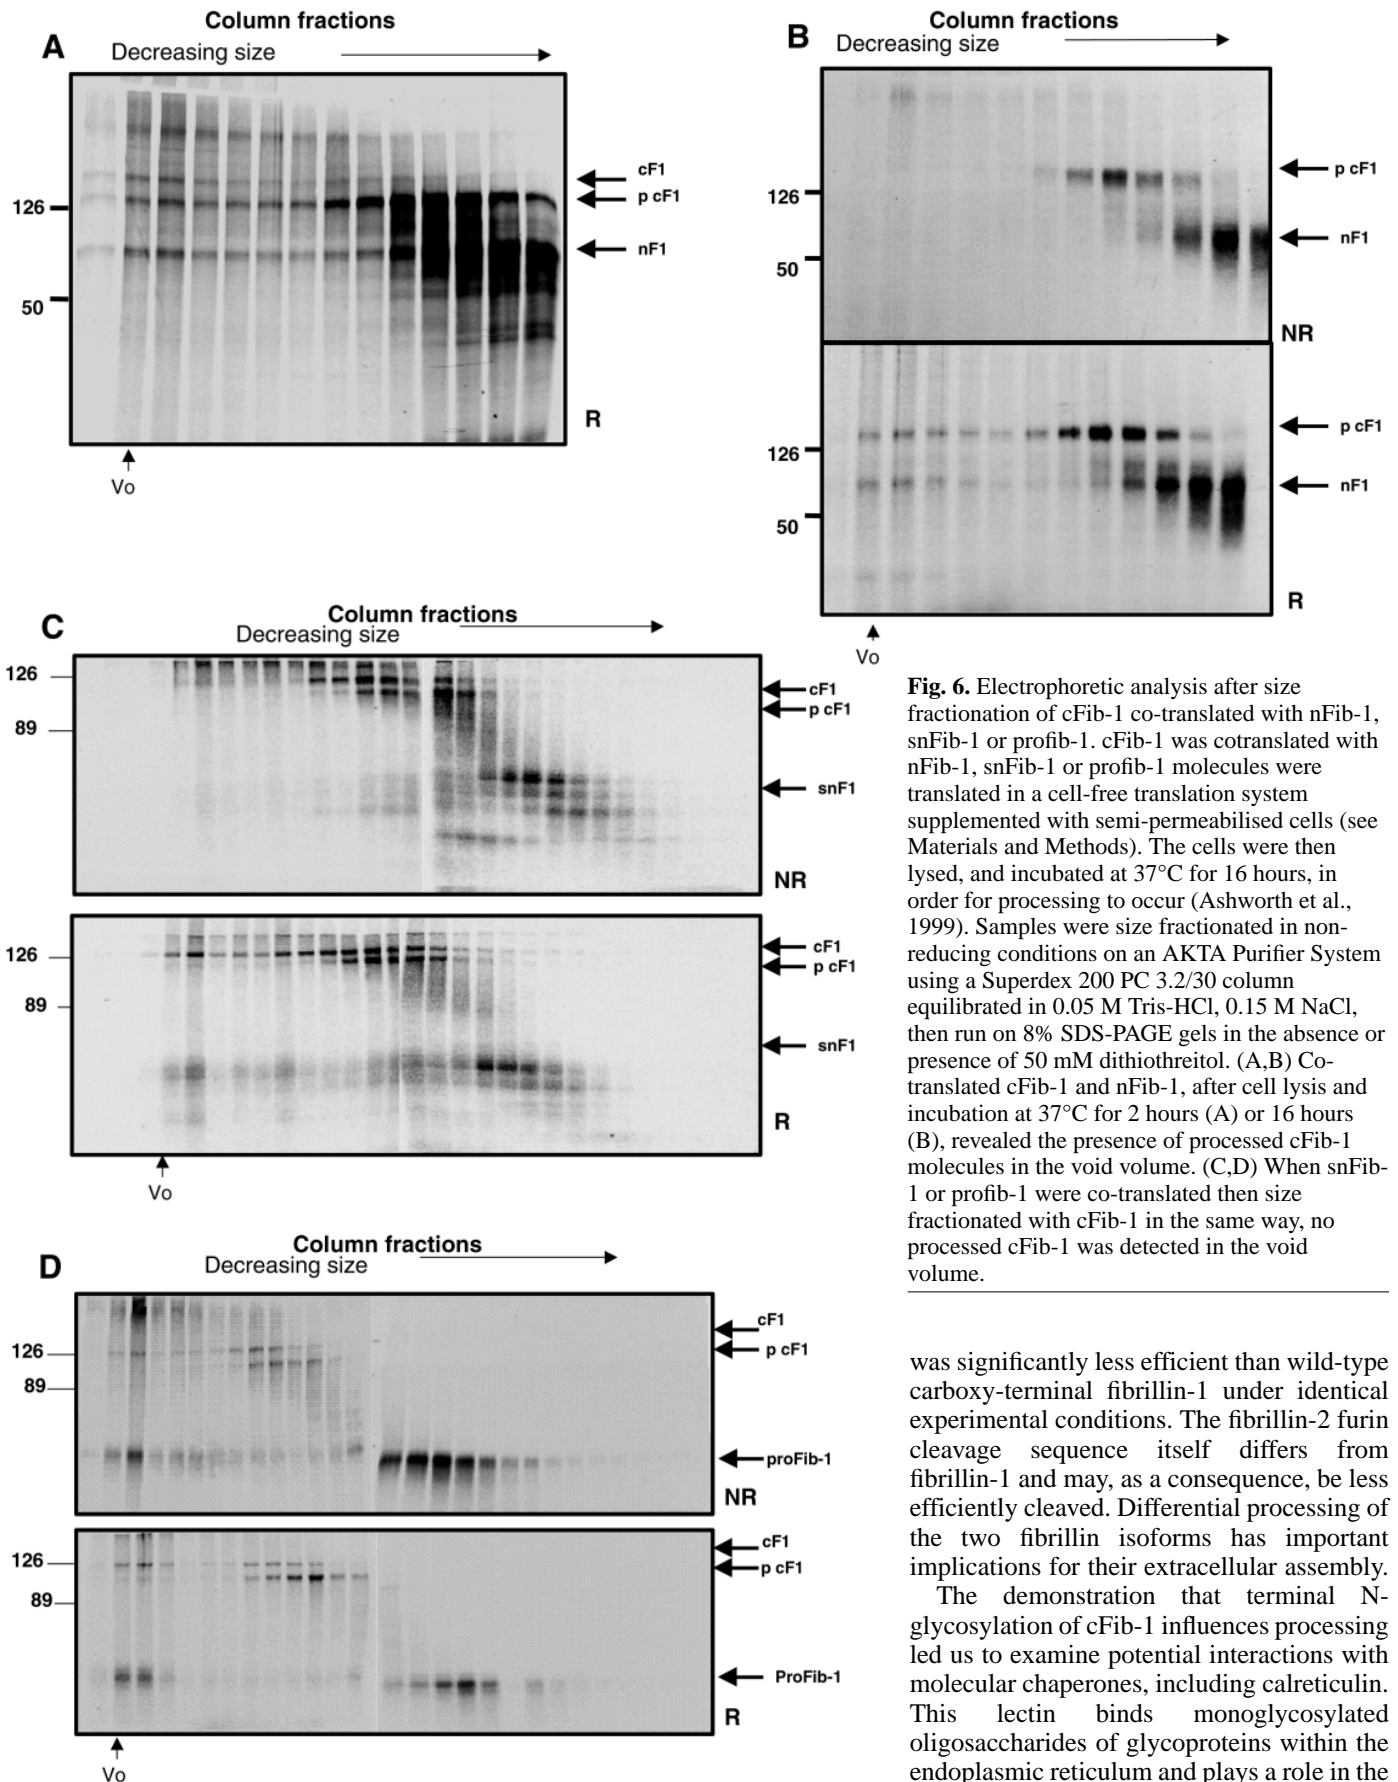 A
Column fractions
Decreasing size
126
50
cF1
p cF1
nF1
R
Vo
B
Column fractions
Decreasing size
126
50
p cF1
nF1
NR
126
50
p cF1
nF1
R
Vo
C
Column fractions
Decreasing size
126
89
cF1
p cF1
snF1
NR
126
89
cF1
p cF1
snF1
R
Vo
D
Column fractions
Decreasing size
126
89
cF1
p cF1
proFib-1
NR
126
89
cF1
p cF1
ProFib-1
R
Vo
Fig. 6. Electrophoretic analysis after size
fractionation of cFib-1 co-translated with nFib-1,
snFib-1 or profib-1. cFib-1 was cotranslated with
nFib-1, snFib-1 or profib-1 molecules were
translated in a cell-free translation system
supplemented with semi-permeabilised cells (see
Materials and Methods). The cells were then
lysed, and incubated at 37°C for 16 hours, in
order for processing to occur (Ashworth et al.,
1999). Samples were size fractionated in non-
reducing conditions on an AKTA Purifier System
using a Superdex 200 PC 3.2/30 column
equilibrated in 0.05 M Tris-HCl, 0.15 M NaCl,
then run on 8% SDS-PAGE gels in the absence or
presence of 50 mM dithiothreitol. (A,B) Co-
translated cFib-1 and nFib-1, after cell lysis and
incubation at 37°C for 2 hours (A) or 16 hours
(B), revealed the presence of processed cFib-1
molecules in the void volume. (C,D) When snFib-
1 or profib-1 were co-translated then size
fractionated with cFib-1 in the same way, no
processed cFib-1 was detected in the void
volume.
was significantly less efficient than wild-type
carboxy-terminal fibrillin-1 under identical
experimental conditions. The fibrillin-2 furin
cleavage sequence itself differs from
fibrillin-1 and may, as a consequence, be less
efficiently cleaved. Differential processing of
the two fibrillin isoforms has important
implications for their extracellular assembly.
The demonstration that terminal N-
glycosylation of cFib-1 influences processing
led us to examine potential interactions with
molecular chaperones, including calreticulin.
This lectin binds monoglycosylated
oligosaccharides of glycoproteins within the
endoplasmic reticulum and plays a role in the